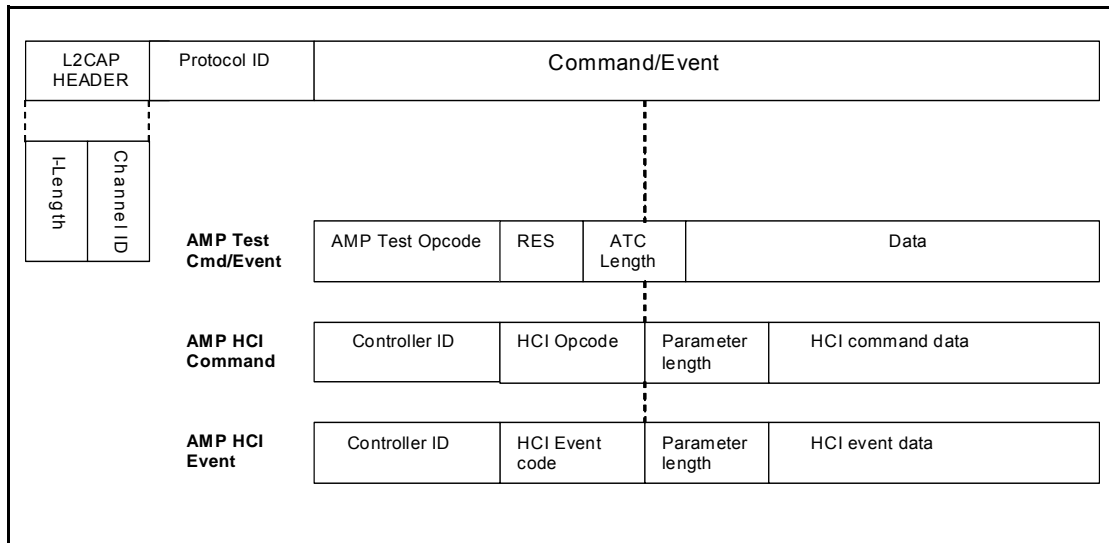 L2CAP HEADER
Protocol ID
Command/Event
I-Length
Channel ID
AMP Test Cmd/Event
AMP Test Opcode
RES
ATC Length
Data
AMP HCI Command
Controller ID
HCI Opcode
Parameter length
HCI command data
AMP HCI Event
Controller ID
HCI Event code
Parameter length
HCI event data